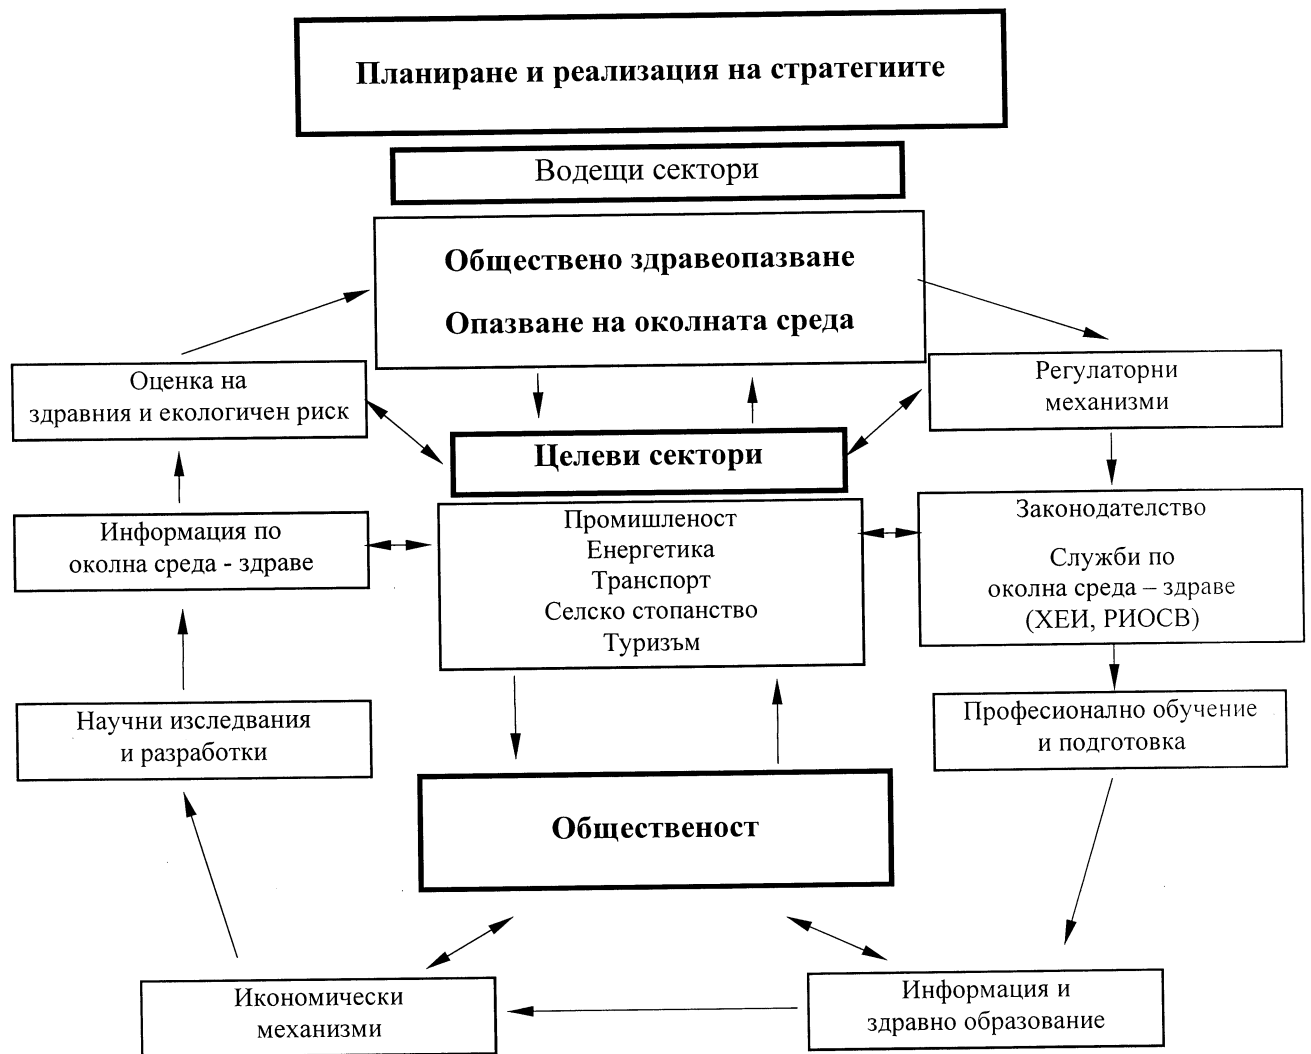 Планиране и реализация на стратегиите
Водещи сектори
Обществено здравеопазване
Опазване на околната среда
Оценка на
здравния и екологичен риск
Регулаторни
механизми
Целеви сектори
Информация по
околна среда - здраве
Промишленост
Енергетика
Транспорт
Селско стопанство
Туризъм
Законодателство
Служби по
околна среда – здраве
(ХЕИ, РИОСВ)
Научни изследвания
и разработки
Професионално обучение
и подготовка
Общественост
Икономически
механизми
Информация и
здравно образование